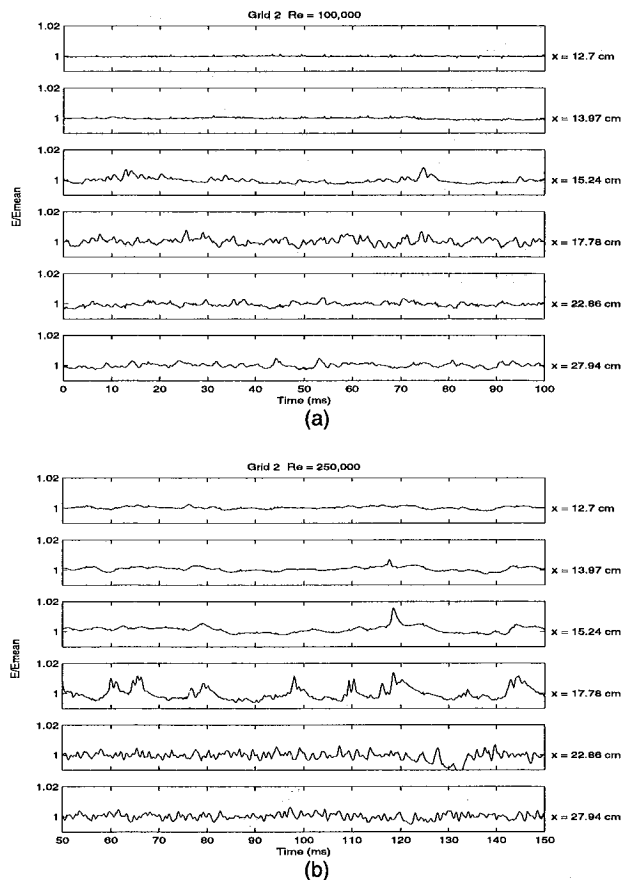 Grid 2 Re = 100,000
1.02
1
x = 12.7 cm
1.02
1
x = 13.97 cm
1.02
1
x = 15.24 cm
E/Emean
1.02
1
x = 17.78 cm
1.02
1
x = 22.86 cm
1.02
1
x = 27.94 cm
0 10 20 30 40 50 60 70 80 90 100
Time (ms)
(a)
Grid 2 Re = 250,000
1.02
1
x = 12.7 cm
1.02
1
x = 13.97 cm
1.02
1
x = 15.24 cm
E/Emean
1.02
1
x = 17.78 cm
1.02
1
x = 22.86 cm
1.02
1
x = 27.94 cm
50 60 70 80 90 100 110 120 130 140 150
Time (ms)
(b)